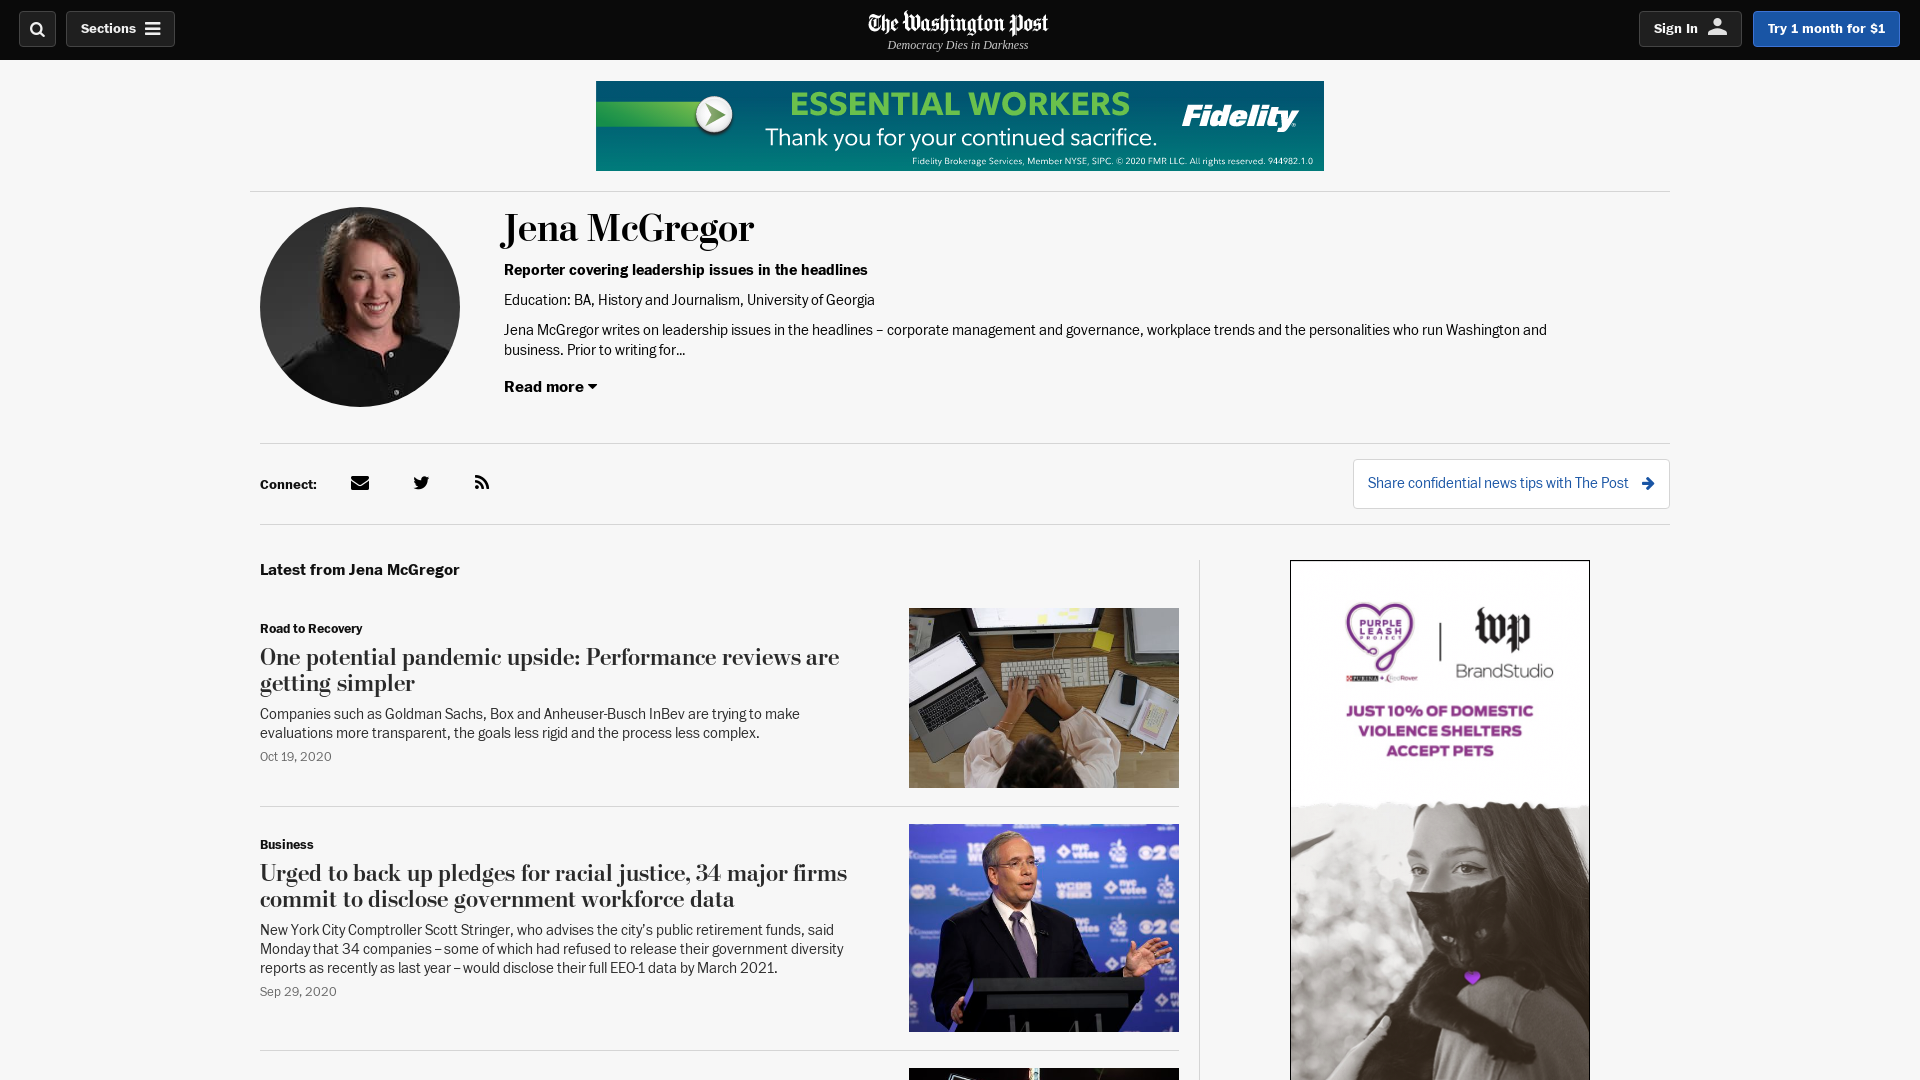 Sections
The Washington Post
Democracy Dies in Darkness
Sign In
Try 1 month for $1
ESSENTIAL WORKERS
Thank you for your continued sacrifice.
Fidelity
Fidelity Brokerage Services, Member NYSE, SIPC. © 2020 FMR LLC. All rights reserved. 944982.1.0
Jena McGregor
Reporter covering leadership issues in the headlines
Education: BA, History and Journalism, University of Georgia
Jena McGregor writes on leadership issues in the headlines – corporate management and governance, workplace trends and the personalities who run Washington and
business. Prior to writing for...
Read more
Connect:
Share confidential news tips with The Post
Latest from Jena McGregor
Road to Recovery
One potential pandemic upside: Performance reviews are
getting simpler
Companies such as Goldman Sachs, Box and Anheuser-Busch InBev are trying to make
evaluations more transparent, the goals less rigid and the process less complex.
Oct 19, 2020
Business
Urged to back up pledges for racial justice, 34 major firms
commit to disclose government workforce data
New York City Comptroller Scott Stringer, who advises the city’s public retirement funds, said
Monday that 34 companies – some of which had refused to release their government diversity
reports as recently as last year – would disclose their full EEO-1 data by March 2021.
Sep 29, 2020
PURPLE
LEASH
PROJECT
PURINA +
wp
BrandStudio
JUST 10% OF DOMESTIC
VIOLENCE SHELTERS
ACCEPT PETS